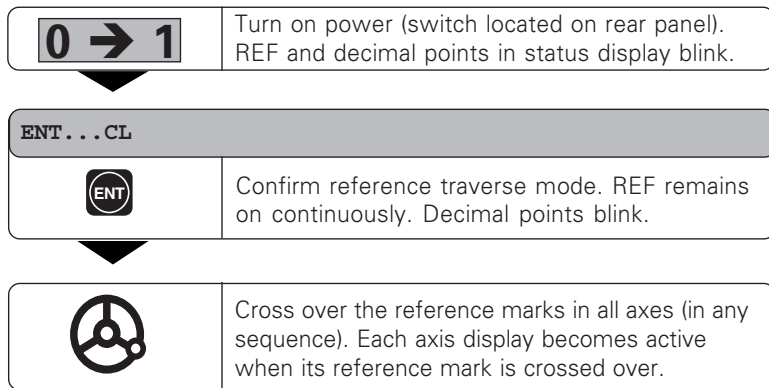 0 → 1
Turn on power (switch located on rear panel).
REF and decimal points in status display blink.
ENT...CL
ENT
Confirm reference traverse mode. REF remains
on continuously. Decimal points blink.
Cross over the reference marks in all axes (in any
sequence). Each axis display becomes active
when its reference mark is crossed over.